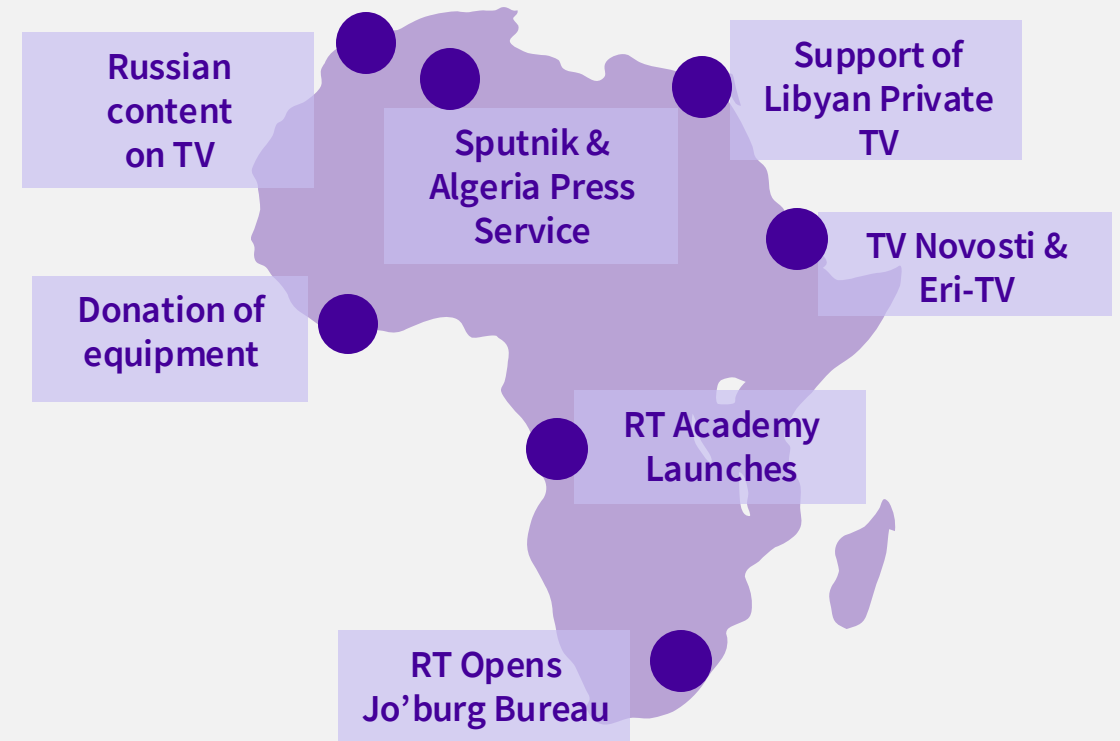 Russian
content
on TV
Sputnik &
Algeria Press
Service
Support of
Libyan Private
TV
TV Novosti &
Eri-TV
Donation of
equipment
RT Academy
Launches
RT Opens
Jo’burg Bureau